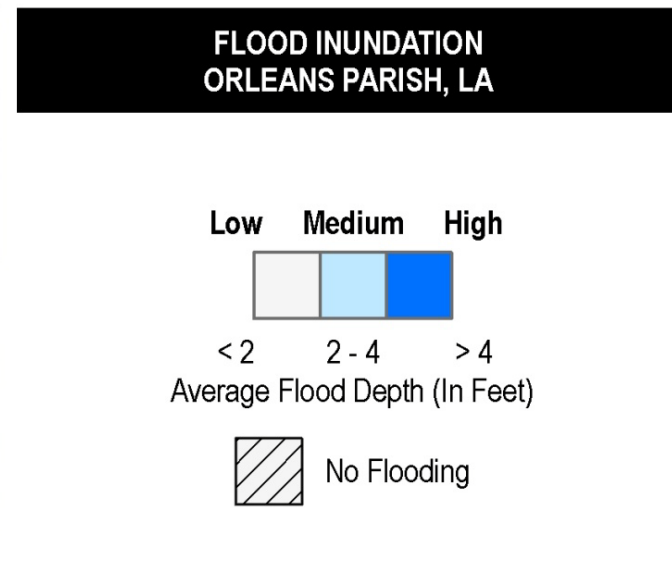 FLOOD INUNDATION
ORLEANS PARISH, LA
Low Medium High
< 2 2 - 4 > 4
Average Flood Depth (In Feet)
No Flooding